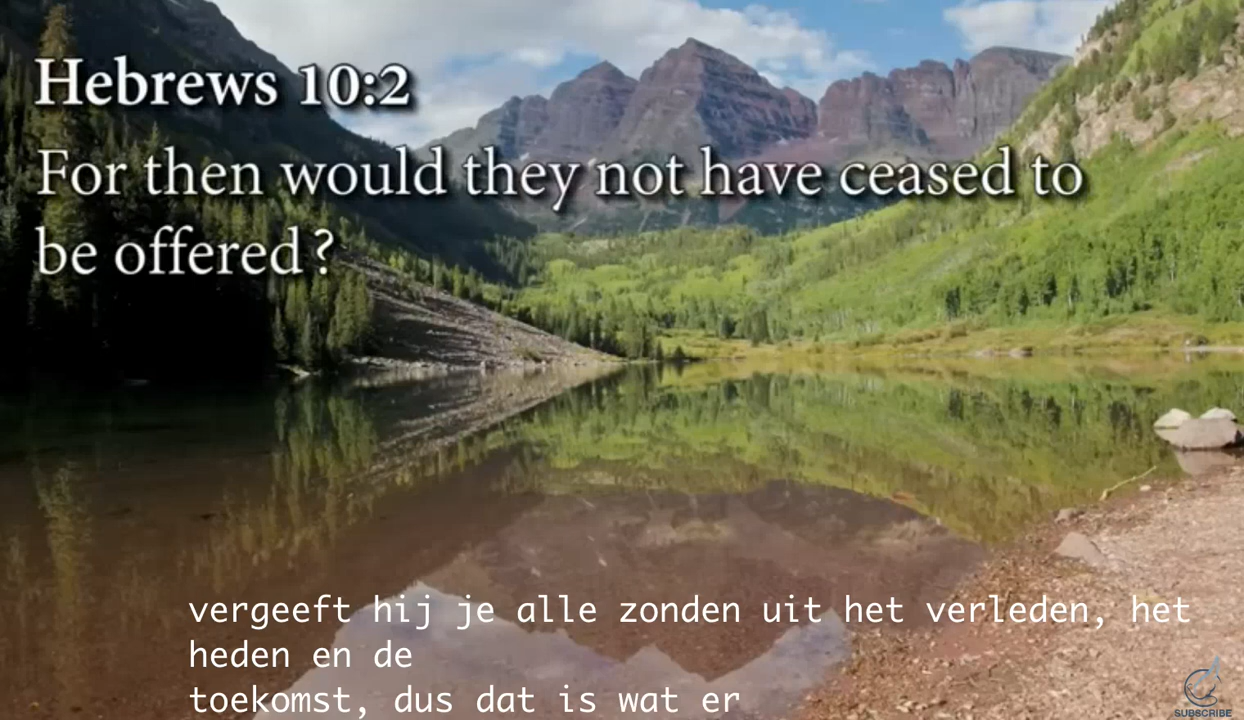 Hebrews 10:2
For then would they not have ceased to
be offered?
vergeeft hij je alle zonden uit het verleden, het
heden en de
toekomst, dus dat is wat er
SUBSCRIBE